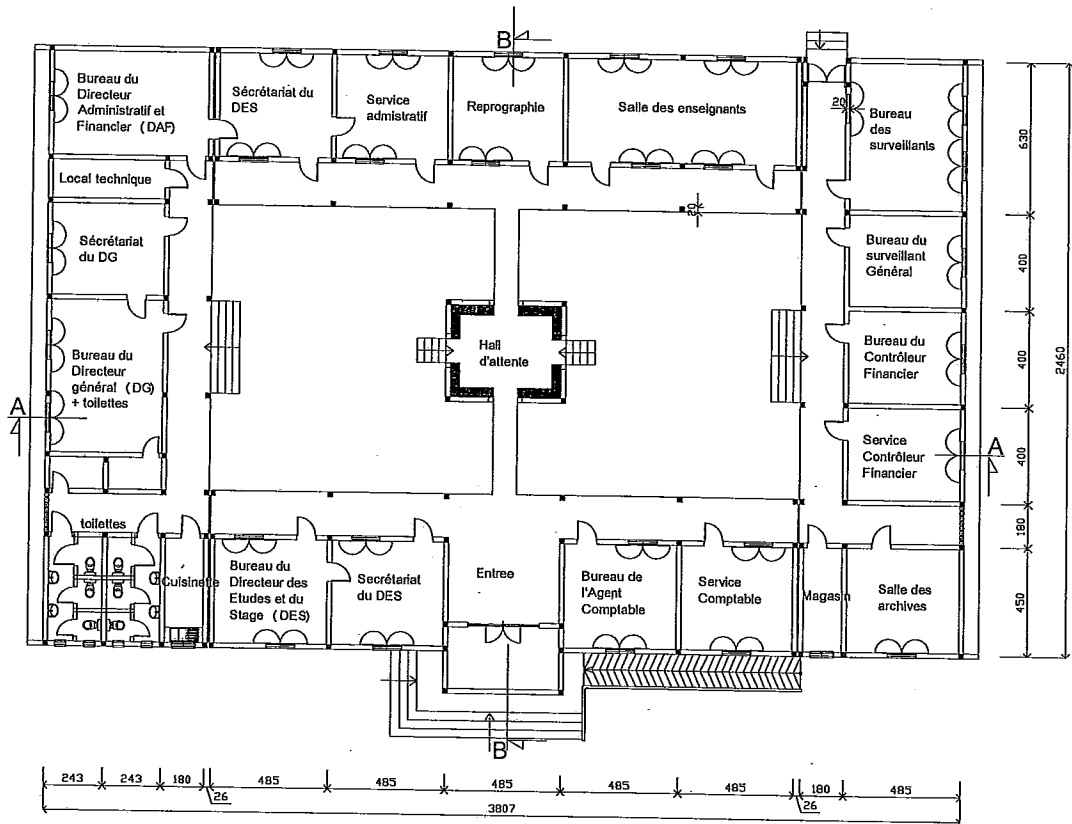 B
Bureau du
Directeur
Administratif et
Financier (DAF)
Sécrétariat du
DES
Service
admistratif
Reprographie
Salle des enseignants
20
Bureau
des
surveillants
630
Local technique
20
Sécrétariat
du DG
Bureau du
surveillant
Général
400
Hall
d'attente
Bureau du
Directeur
général (DG)
+ toilettes
Bureau du
Contrôleur
Financier
400
2460
A
Service
Contrôleur
Financier
A
400
toilettes
180
Cuisinette
Bureau du
Directeur des
Etudes et du
Stage (DES)
Secrétariat
du DES
Entree
Bureau de
l'Agent
Comptable
Service
Comptable
Magasin
Salle des
archives
450
B
243 243 180 485 485 485 485 485 180 485
26 26
3807